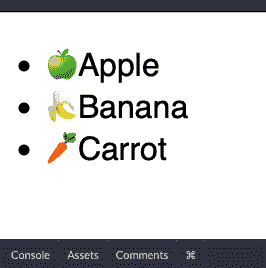 • 🍏Apple
• 🍌Banana
• 🥕Carrot
Console Assets Comments ⌘